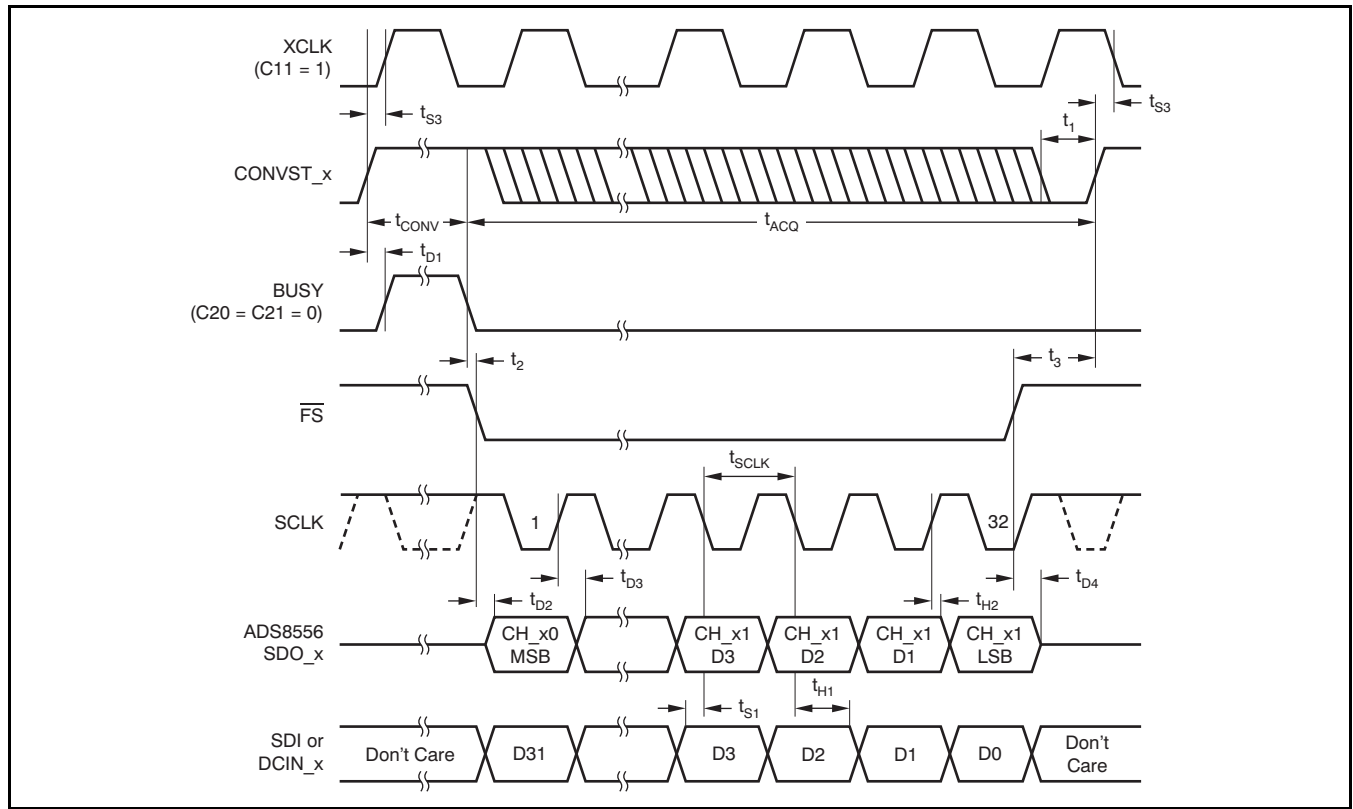 XCLK
(C11 = 1)
tS3
t1
tS3
CONVST_x
tCONV
tACQ
tD1
BUSY
(C20 = C21 = 0)
t2
t3
FS
tSCLK
SCLK
1
32
tD3
tD4
tD2
tH2
ADS8556
SDO_x
CH_x0
MSB
CH_x1
D3
CH_x1
D2
CH_x1
D1
CH_x1
LSB
tS1
tH1
SDI or
DCIN_x
Don't Care
D31
D3
D2
D1
D0
Don't
Care